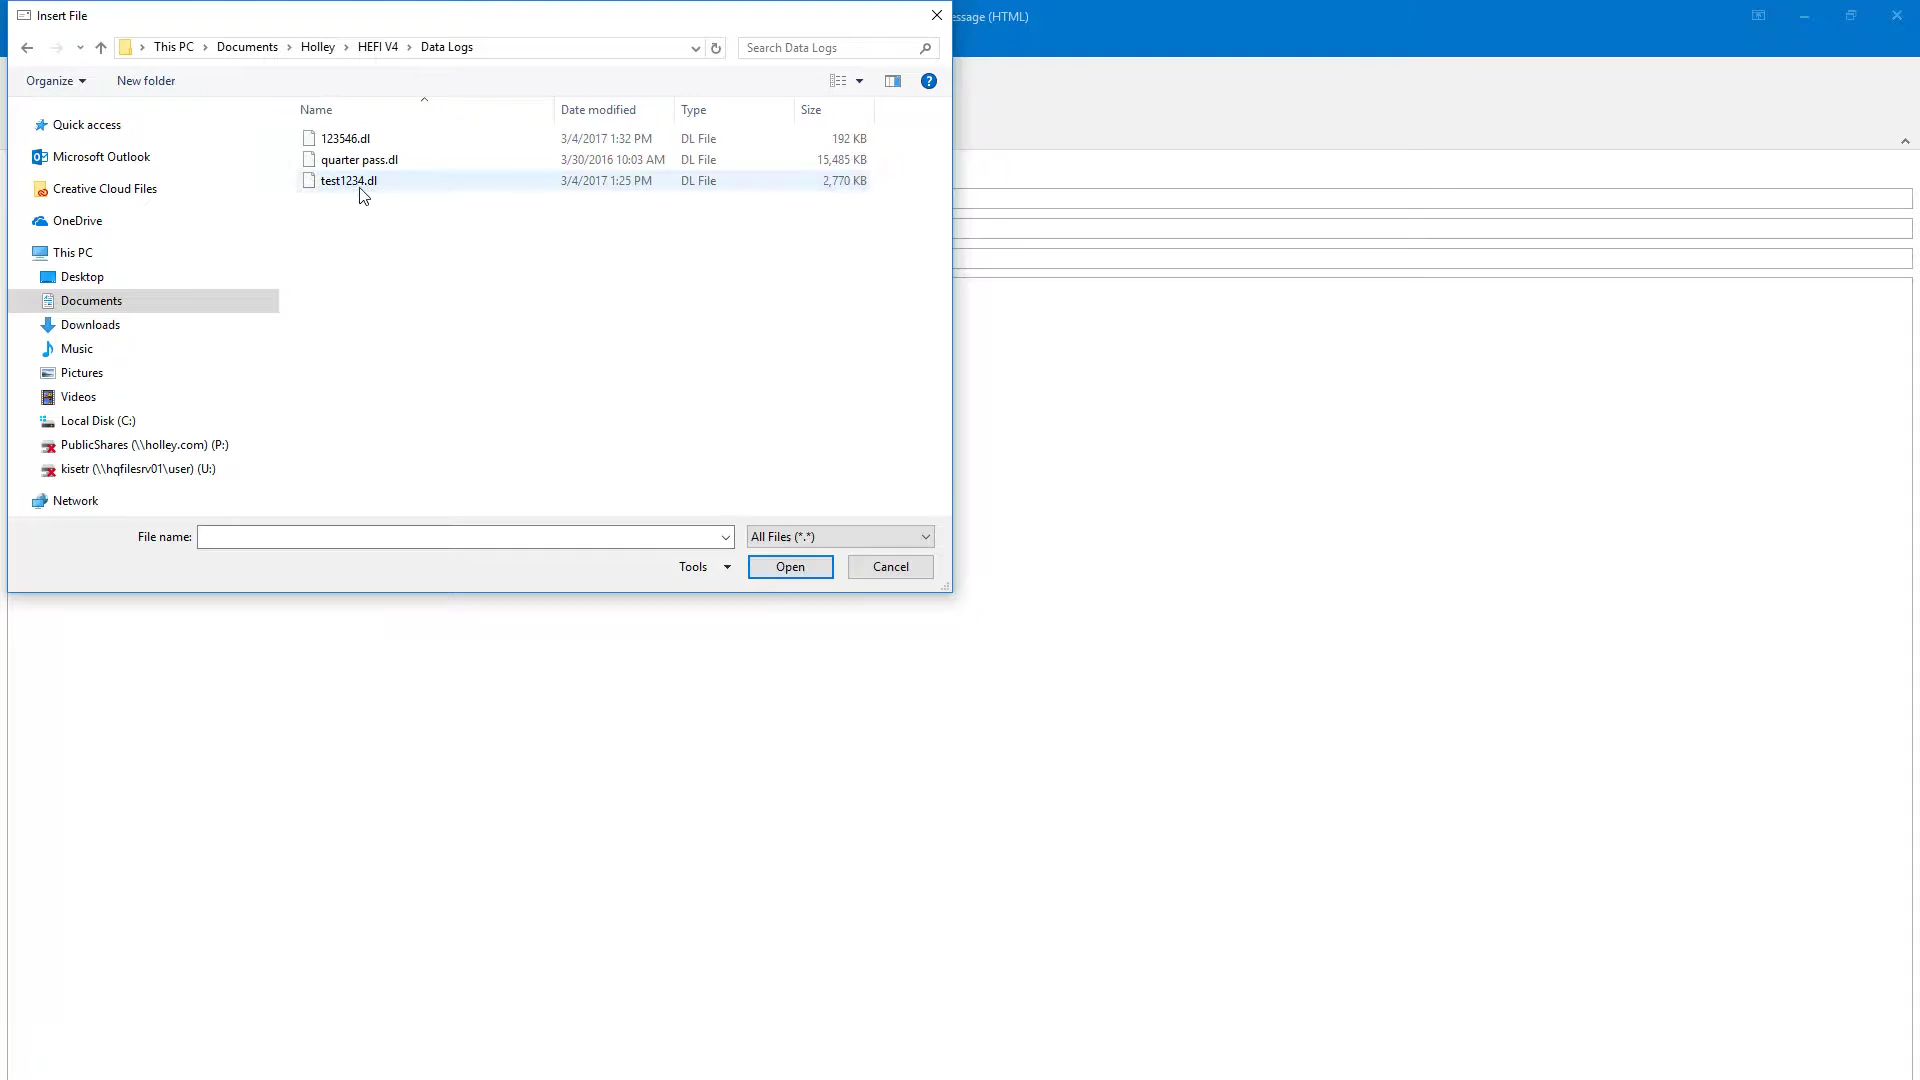 Insert File
essage (HTML)
This PC > Documents > Holley > HEFI V4 > Data Logs
Search Data Logs
Organize
New folder
Name
Date modified
Type
Size
123546.dl 3/4/2017 1:32 PM DL File 192 KB
quarter pass.dl 3/30/2016 10:03 AM DL File 15,485 KB
test1234.dl 3/4/2017 1:25 PM DL File 2,770 KB
Quick access
Microsoft Outlook
Creative Cloud Files
OneDrive
This PC
Desktop
Documents
Downloads
Music
Pictures
Videos
Local Disk (C:)
PublicShares (\\holley.com) (P:)
kisetr (\\hqfilesrv01\user) (U:)
Network
File name:
All Files (*.*)
Tools
Open
Cancel